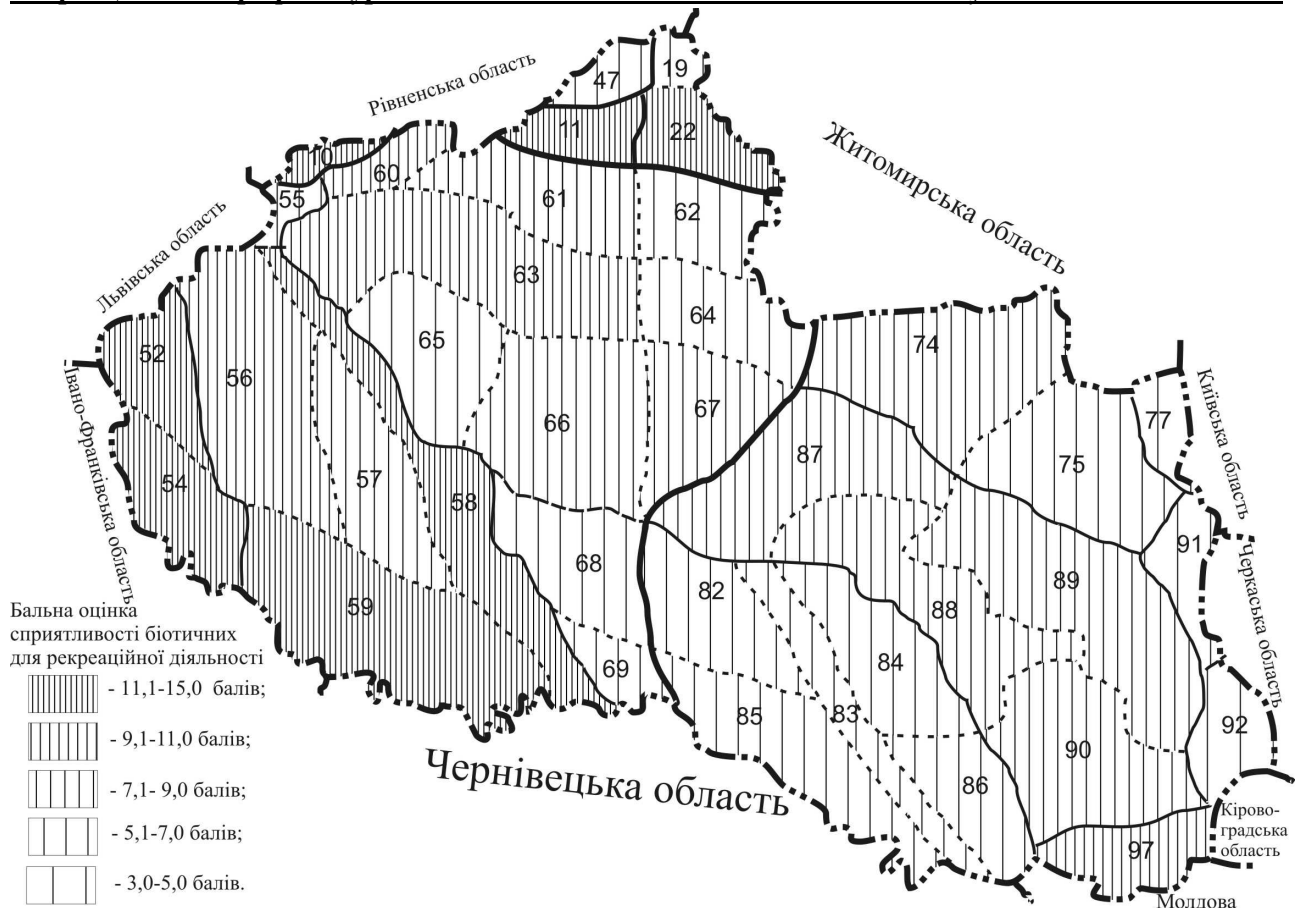 Рівненська область
Житомирська область
Львівська область
Івано-Франківська область
Київська область
Черкаська область
Кірово-
градська
область
Молдова
Чернівецька область
47
19
11
22
10
60
55
61
62
63
64
65
52
56
66
67
74
77
87
75
54
57
58
68
91
82
89
88
59
84
69
85
83
92
90
86
97
Бальна оцінка
сприятливості біотичних
для рекреаційної діяльності
- 11,1-15,0 балів;
- 9,1-11,0 балів;
- 7,1- 9,0 балів;
- 5,1-7,0 балів;
- 3,0-5,0 балів.